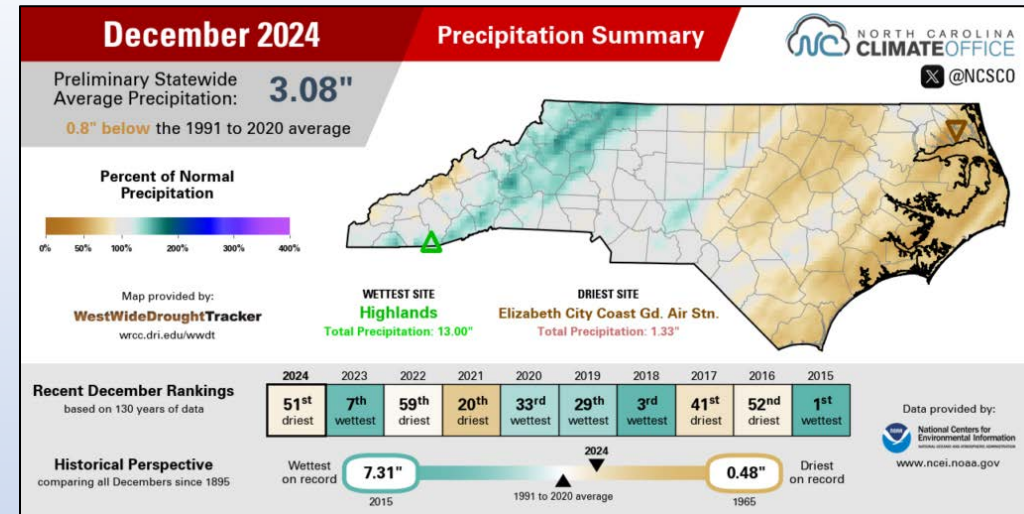 December 2024
Precipitation Summary
NORTH CAROLINA
NC CLIMATEOFFICE
X @NCSCO
Preliminary Statewide
Average Precipitation: 3.08"
0.8" below the 1991 to 2020 average
Percent of Normal
Precipitation
0% 50% 100% 200% 300% 400%
Map provided by:
WestWideDroughtTracker
wrcc.dri.edu/wwdt
WETTEST SITE
Highlands
Total Precipitation: 13.00"
DRIEST SITE
Elizabeth City Coast Gd. Air Stn.
Total Precipitation: 1.33"
Recent December Rankings
based on 130 years of data
2024 2023 2022 2021 2020 2019 2018 2017 2016 2015
51st 7th 59th 20th 33rd 29th 3rd 41st 52nd 1st
driest wettest driest driest wettest wettest wettest driest driest wettest
Historical Perspective
comparing all Decembers since 1895
Wettest
on record
7.31"
2015
2024
1991 to 2020 average
0.48"
1965
Driest
on record
Data provided by:
National Centers for
Environmental Information
www.ncei.noaa.gov